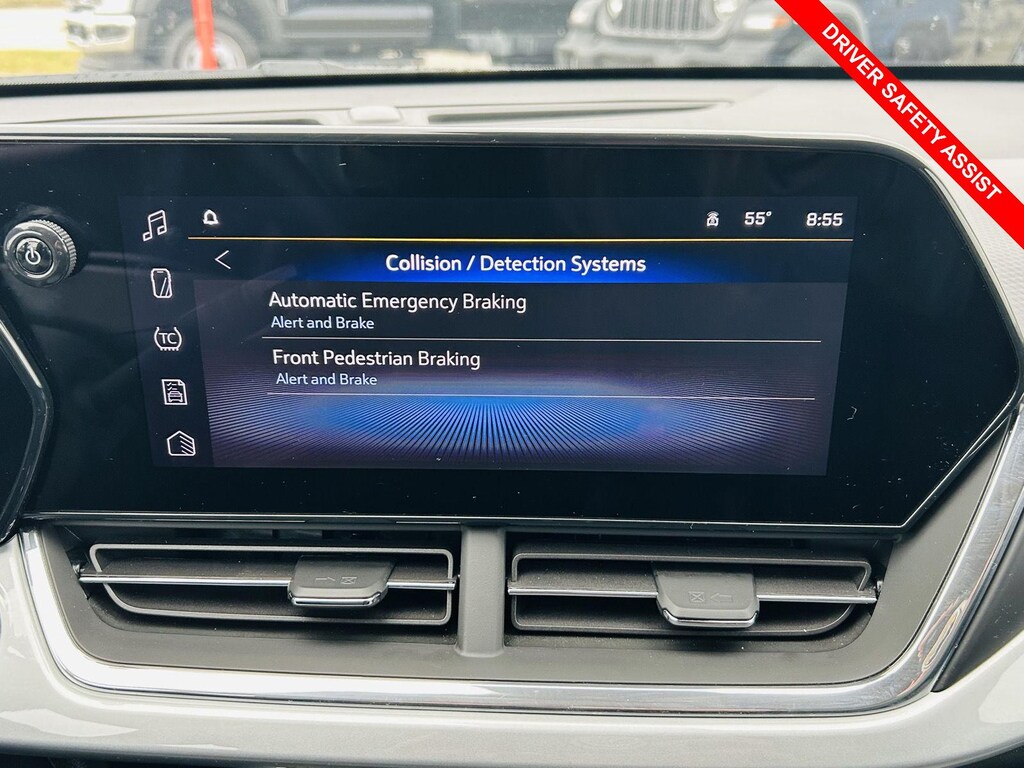 DRIVER SAFETY ASSIST
55° 8:55
Collision / Detection Systems
Automatic Emergency Braking
Alert and Brake
Front Pedestrian Braking
TC
Alert and Brake